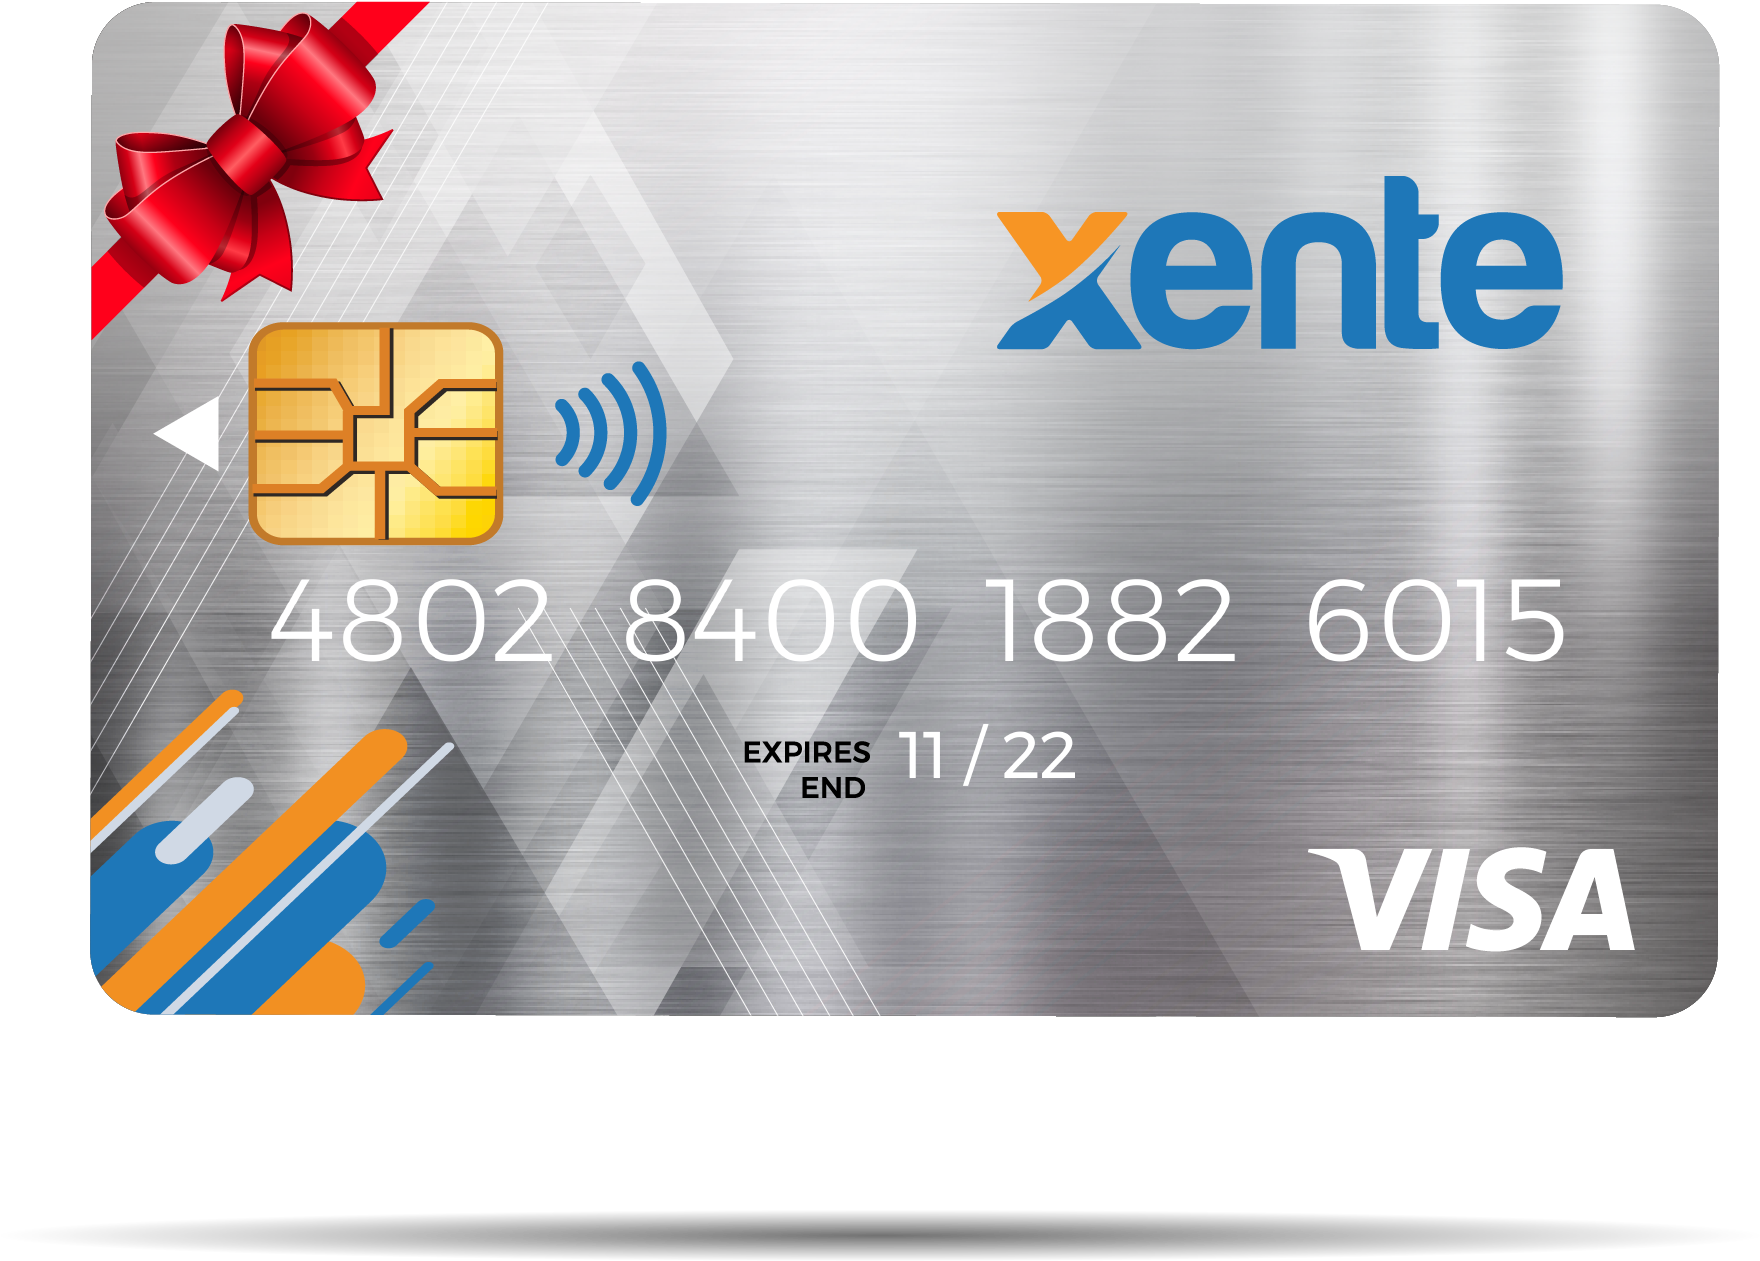 xente
4802 8400 1882 6015
EXPIRES END 11 / 22
VISA